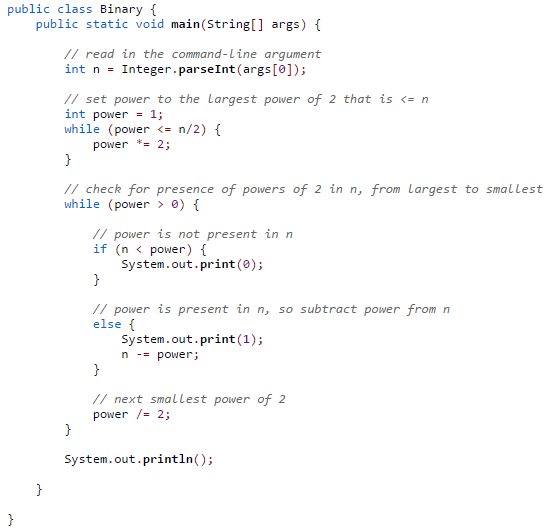 public class Binary {
    public static void main(String[] args) {

        // read in the command-line argument
        int n = Integer.parseInt(args[0]);

        // set power to the largest power of 2 that is <= n
        int power = 1;
        while (power <= n/2) {
            power *= 2;
        }

        // check for presence of powers of 2 in n, from largest to smallest
        while (power > 0) {

            // power is not present in n
            if (n < power) {
                System.out.print(0);
            }

            // power is present in n, so subtract power from n
            else {
                System.out.print(1);
                n -= power;
            }

            // next smallest power of 2
            power /= 2;
        }

        System.out.println();

    }

}